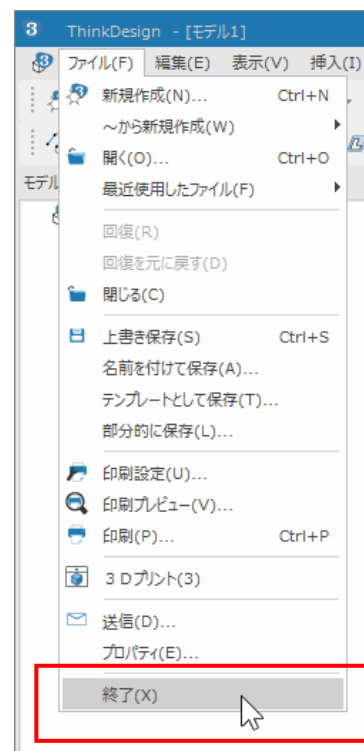 3 ThinkDesign - [モデル1]
ファイル(F) 編集(E) 表示(V) 挿入(I)
新規作成(N)... Ctrl+N
～から新規作成(W)
開く(O)... Ctrl+O
モデル
最近使用したファイル(F)
回復(R)
回復を元に戻す(D)
閉じる(C)
上書き保存(S) Ctrl+S
名前を付けて保存(A)...
テンプレートとして保存(T)...
部分的に保存(L)...
印刷設定(U)...
印刷プレビュー(V)...
印刷(P)... Ctrl+P
３Ｄプリント(3)
送信(D)...
プロパティ(E)...
終了(X)